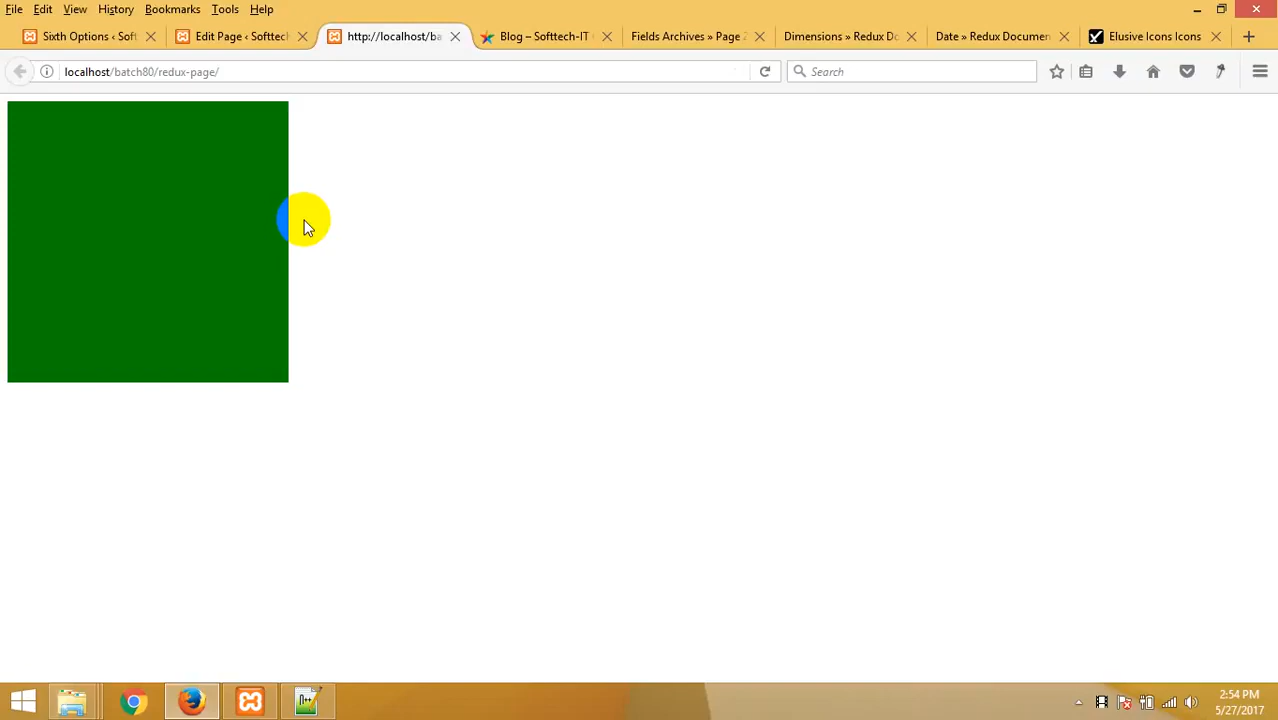 File Edit View History Bookmarks Tools Help
Sixth Options ‹ Soft
Edit Page ‹ Softtech
http://localhost/ba
Blog – Softtech-IT
Fields Archives » Page
Dimensions » Redux Do
Date » Redux Documen
Elusive Icons Icons
localhost/batch80/redux-page/
Search
2:54 PM
5/27/2017